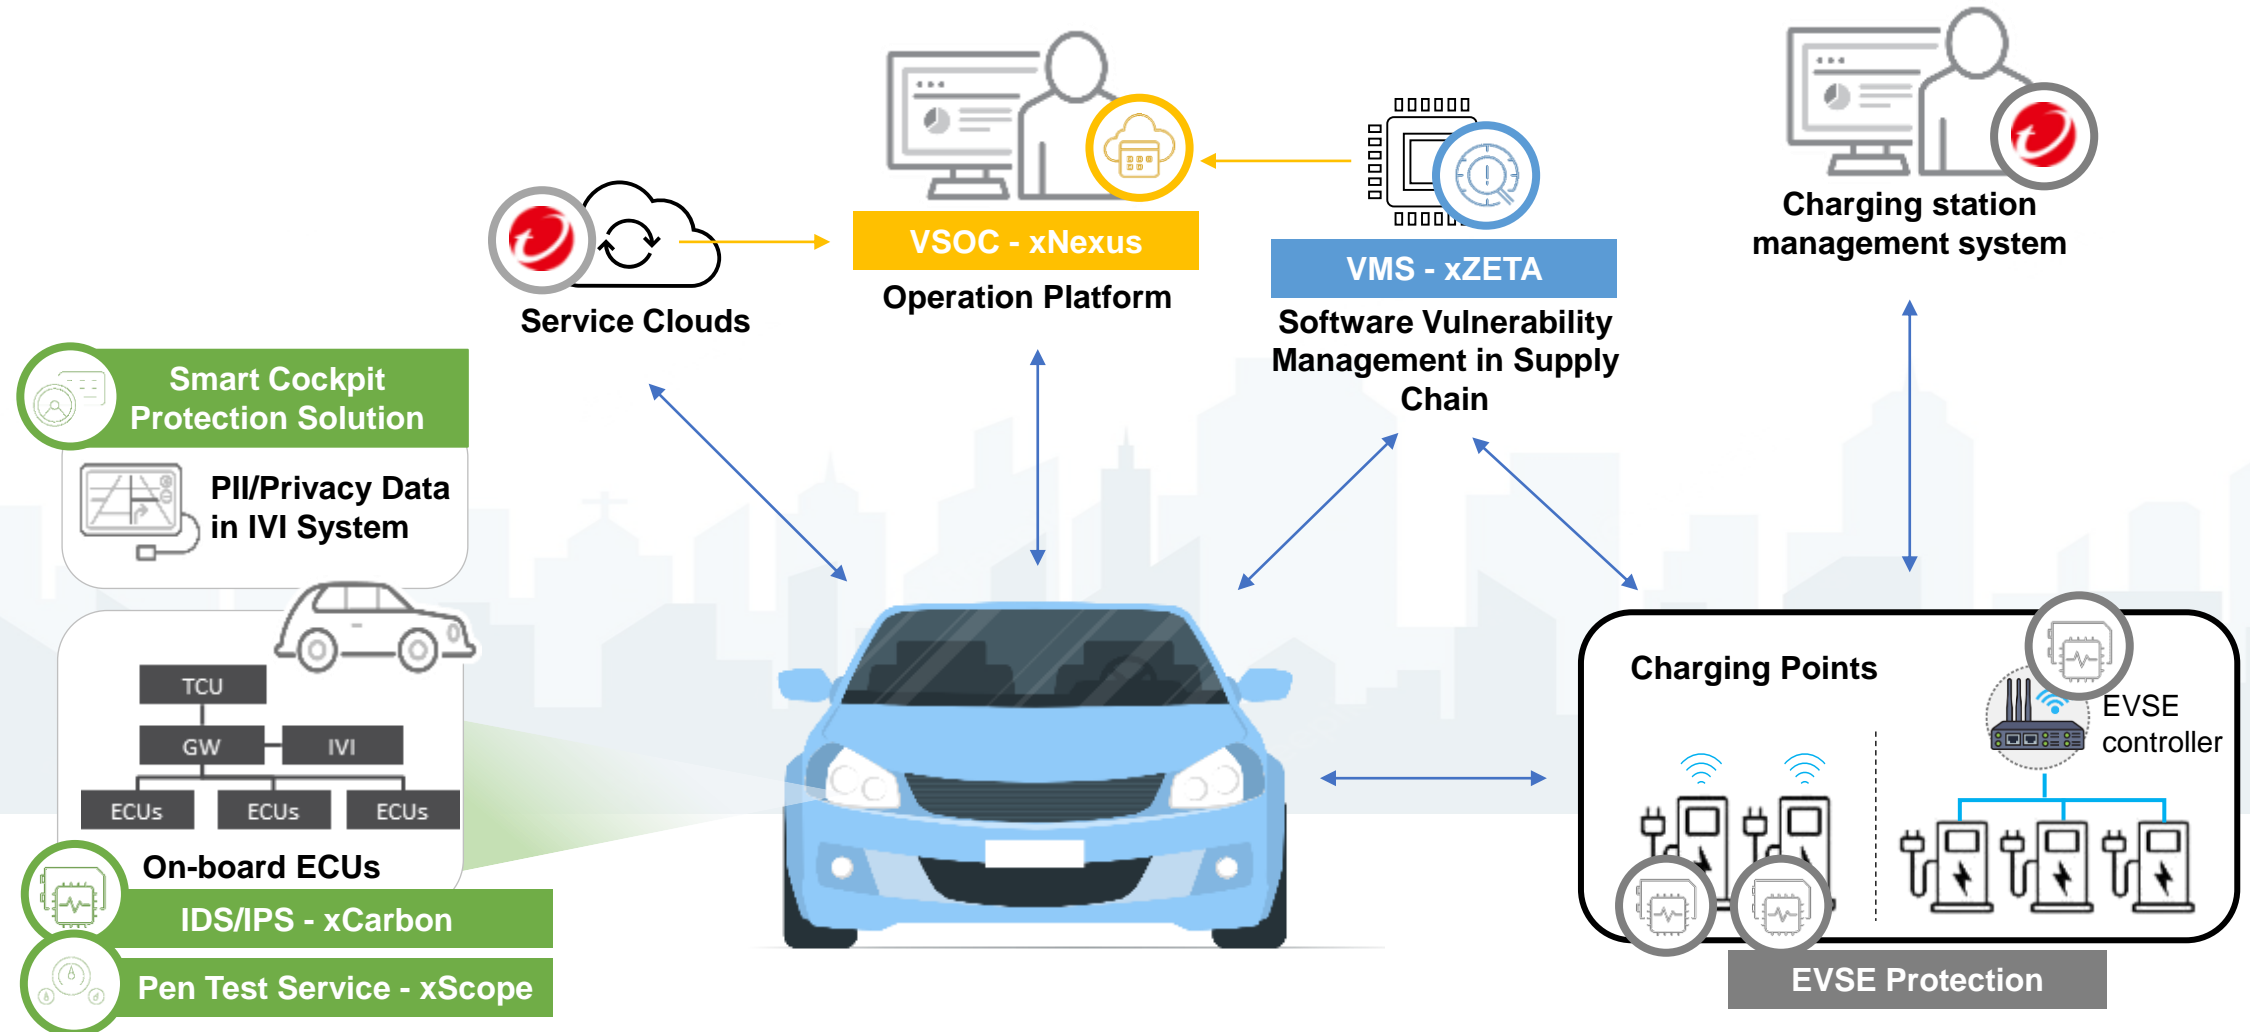 Charging station
management system
VSOC - xNexus
Operation Platform
VMS - xZETA
Software Vulnerability
Management in Supply
Chain
Service Clouds
Smart Cockpit
Protection Solution
PII/Privacy Data
in IVI System
TCU
GW
IVI
ECUs
ECUs
ECUs
On-board ECUs
IDS/IPS - xCarbon
Pen Test Service - xScope
Charging Points
EVSE
controller
EVSE Protection